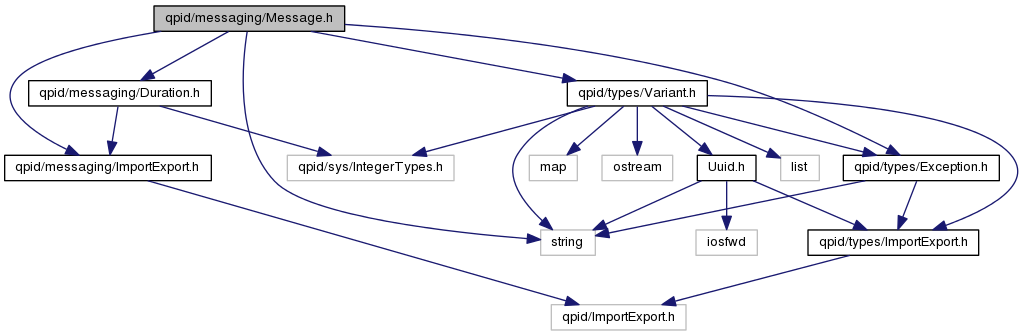 qpid/messaging/Message.h
qpid/messaging/Duration.h
qpid/types/Variant.h
qpid/messaging/ImportExport.h
qpid/sys/IntegerTypes.h
map
ostream
Uuid.h
list
qpid/types/Exception.h
string
iosfwd
qpid/types/ImportExport.h
qpid/ImportExport.h